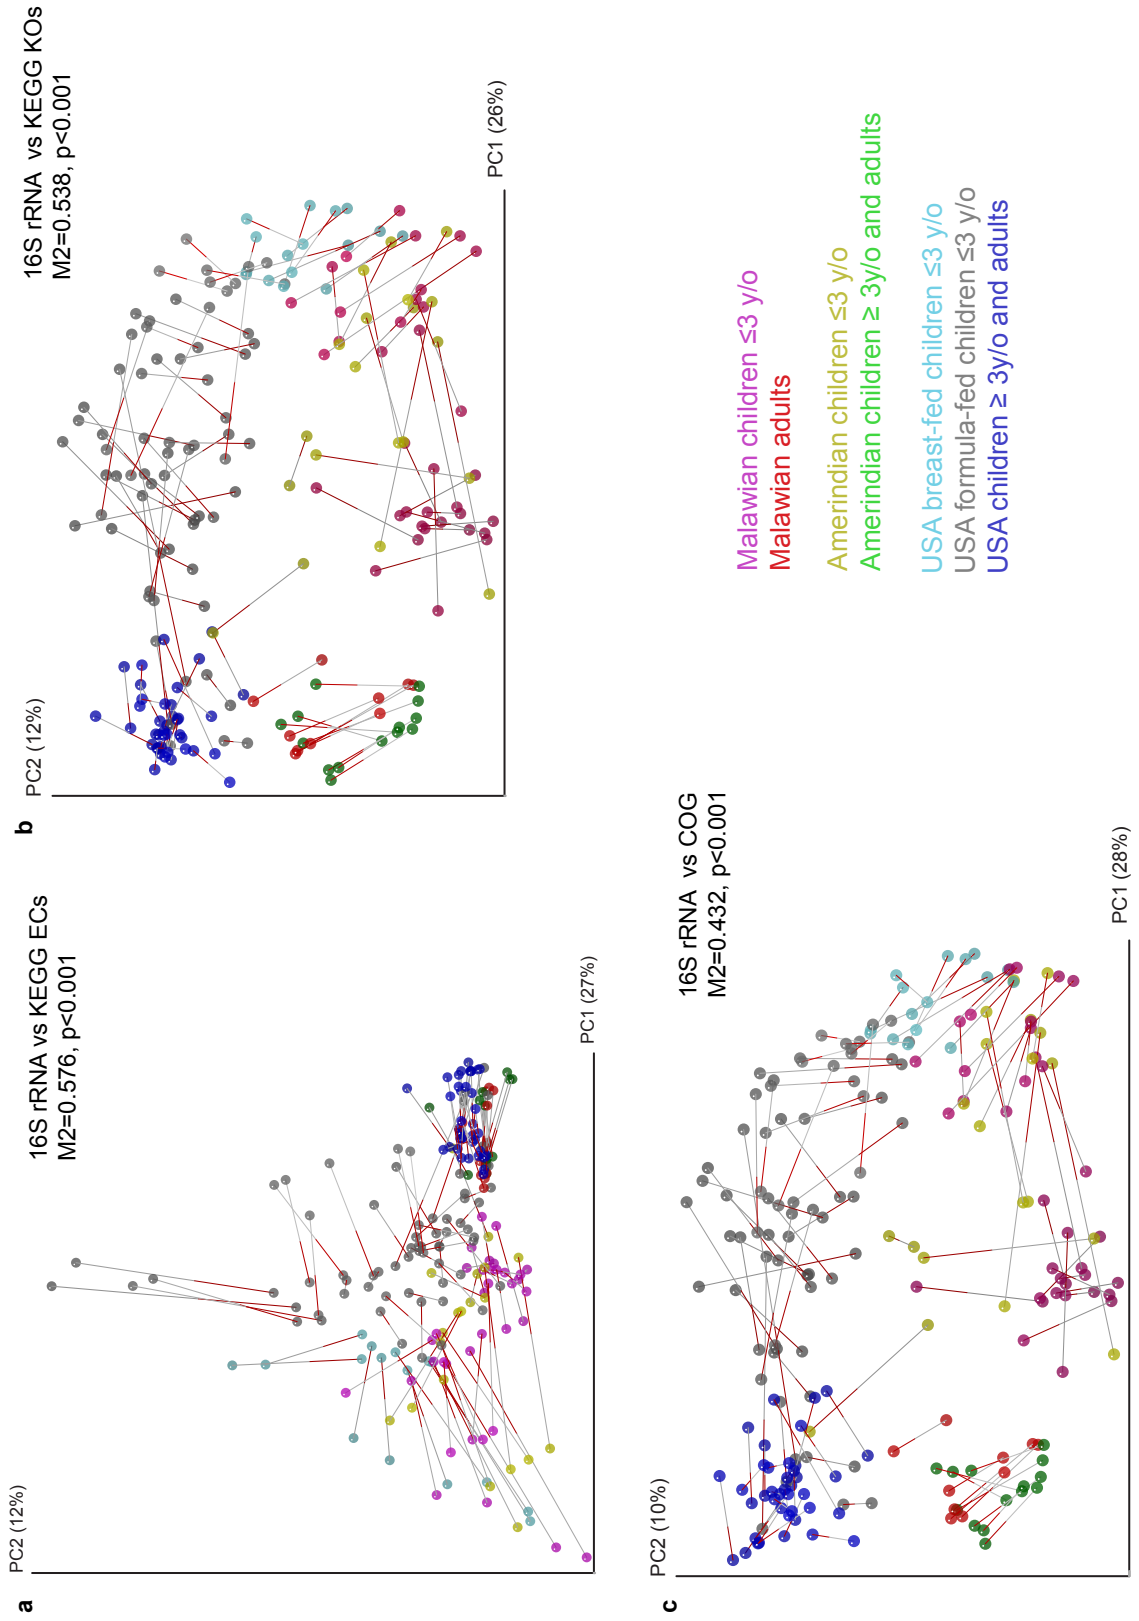 a
16S rRNA vs KEGG ECs
M2=0.576, p<0.001
PC2 (12%)
PC1 (27%)
b
16S rRNA vs KEGG KOs
M2=0.538, p<0.001
PC2 (12%)
PC1 (26%)
c
16S rRNA vs COG
M2=0.432, p<0.001
PC2 (10%)
PC1 (28%)
Malawian children ≤3 y/o
Malawian adults
Amerindian children ≤3 y/o
Amerindian children ≥ 3y/o and adults
USA breast-fed children ≤3 y/o
USA formula-fed children ≤3 y/o
USA children ≥ 3y/o and adults